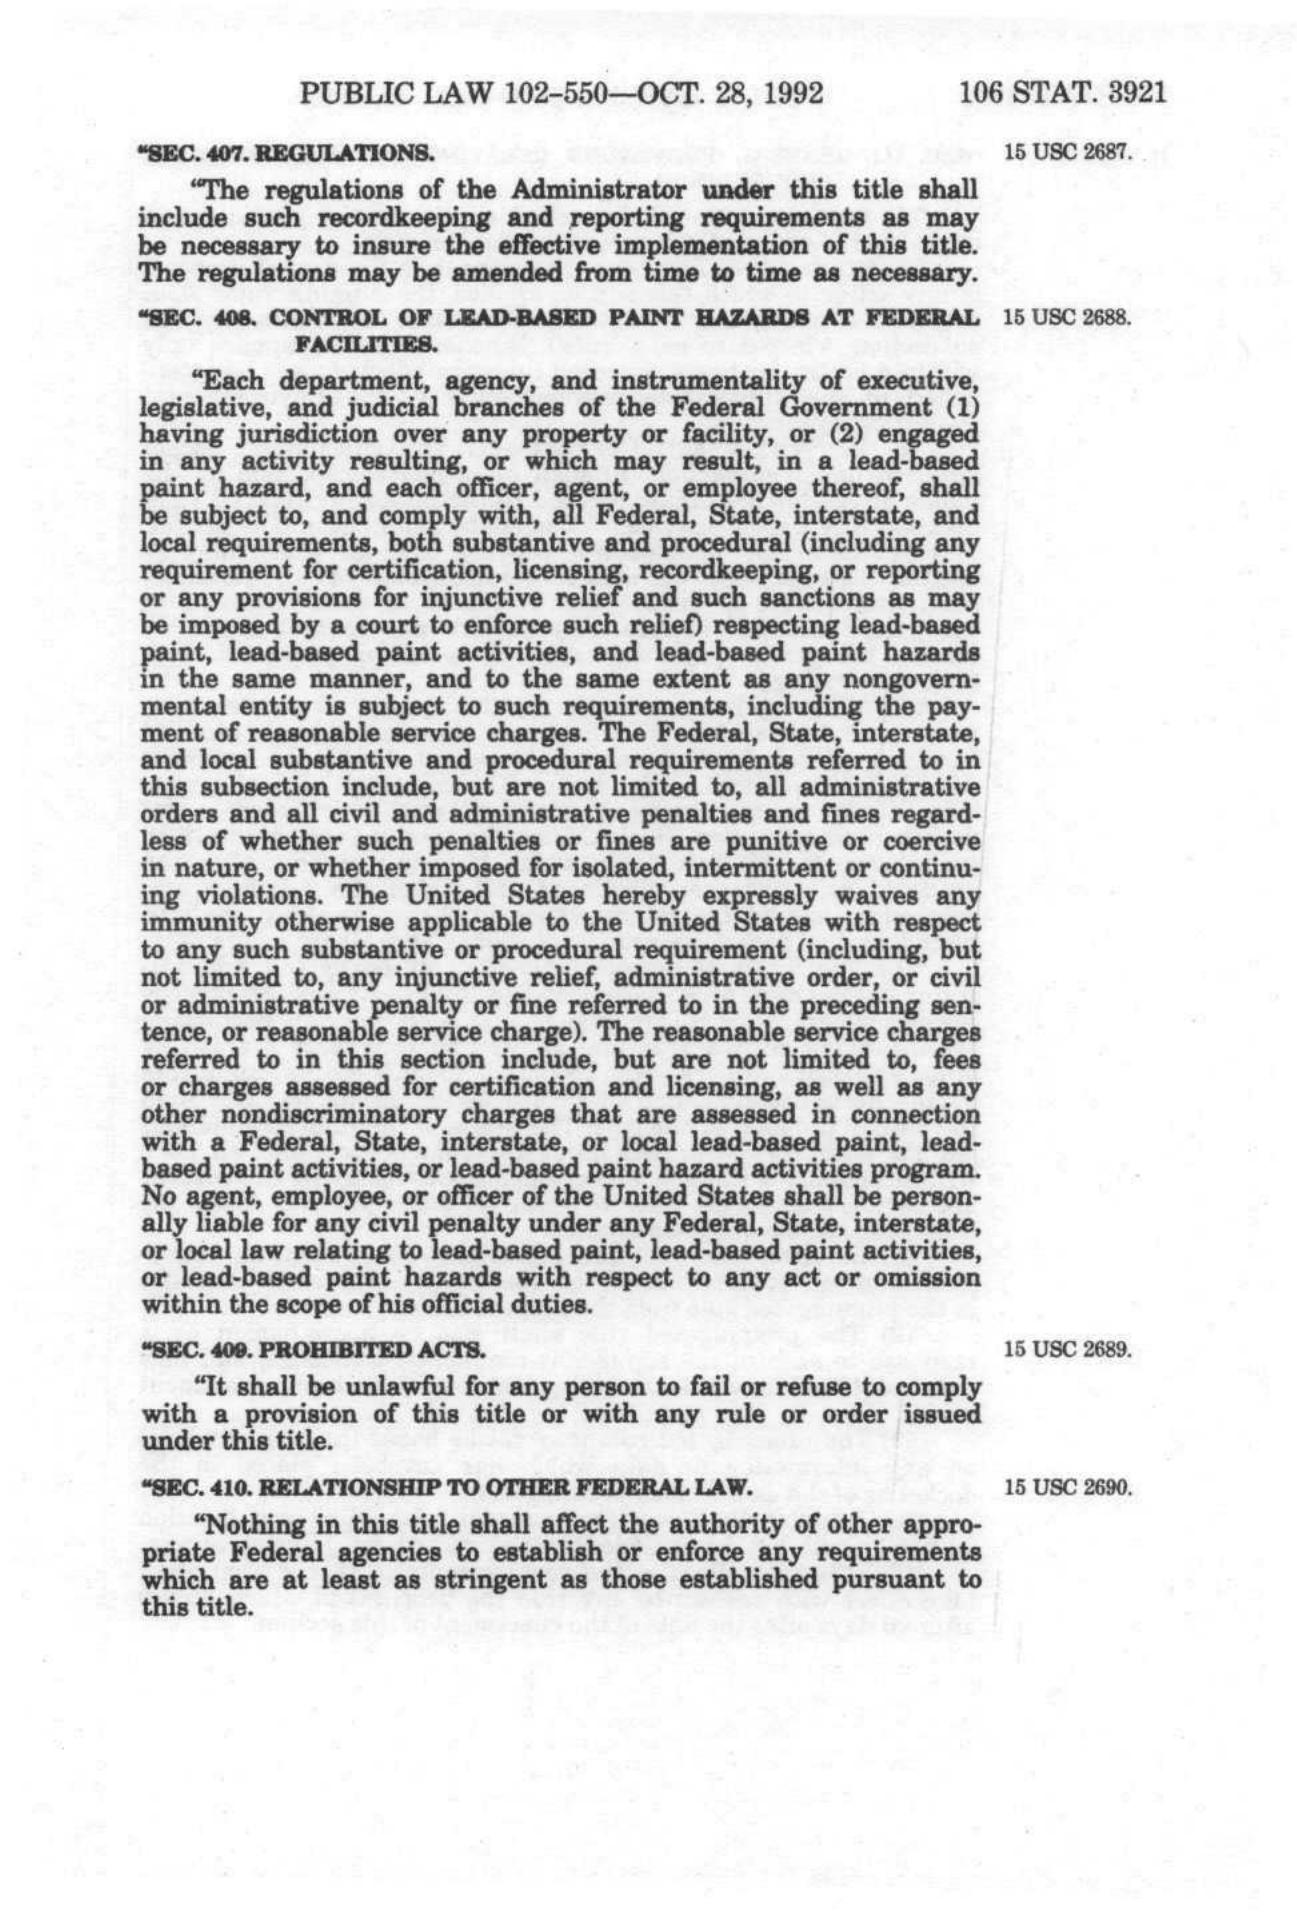 PUBLIC LAW 102–550—OCT. 28, 1992 106 STAT. 3921
“SEC. 407. REGULATIONS. 15 USC 2687.
“The regulations of the Administrator under this title shall
include such recordkeeping and reporting requirements as may
be necessary to insure the effective implementation of this title.
The regulations may be amended from time to time as necessary.
“SEC. 408. CONTROL OF LEAD-BASED PAINT HAZARDS AT FEDERAL 15 USC 2688.
FACILITIES.
“Each department, agency, and instrumentality of executive,
legislative, and judicial branches of the Federal Government (1)
having jurisdiction over any property or facility, or (2) engaged
in any activity resulting, or which may result, in a lead-based
paint hazard, and each officer, agent, or employee thereof, shall
be subject to, and comply with, all Federal, State, interstate, and
local requirements, both substantive and procedural (including any
requirement for certification, licensing, recordkeeping, or reporting
or any provisions for injunctive relief and such sanctions as may
be imposed by a court to enforce such relief) respecting lead-based
paint, lead-based paint activities, and lead-based paint hazards
in the same manner, and to the same extent as any nongovern-
mental entity is subject to such requirements, including the pay-
ment of reasonable service charges. The Federal, State, interstate,
and local substantive and procedural requirements referred to in
this subsection include, but are not limited to, all administrative
orders and all civil and administrative penalties and fines regard-
less of whether such penalties or fines are punitive or coercive
in nature, or whether imposed for isolated, intermittent or continu-
ing violations. The United States hereby expressly waives any
immunity otherwise applicable to the United States with respect
to any such substantive or procedural requirement (including, but
not limited to, any injunctive relief, administrative order, or civil
or administrative penalty or fine referred to in the preceding sen-
tence, or reasonable service charge). The reasonable service charges
referred to in this section include, but are not limited to, fees
or charges assessed for certification and licensing, as well as any
other nondiscriminatory charges that are assessed in connection
with a Federal, State, interstate, or local lead-based paint, lead-
based paint activities, or lead-based paint hazard activities program.
No agent, employee, or officer of the United States shall be person-
ally liable for any civil penalty under any Federal, State, interstate,
or local law relating to lead-based paint, lead-based paint activities,
or lead-based paint hazards with respect to any act or omission
within the scope of his official duties.
“SEC. 409. PROHIBITED ACTS. 15 USC 2689.
“It shall be unlawful for any person to fail or refuse to comply
with a provision of this title or with any rule or order issued
under this title.
“SEC. 410. RELATIONSHIP TO OTHER FEDERAL LAW. 15 USC 2690.
“Nothing in this title shall affect the authority of other appro-
priate Federal agencies to establish or enforce any requirements
which are at least as stringent as those established pursuant to
this title.